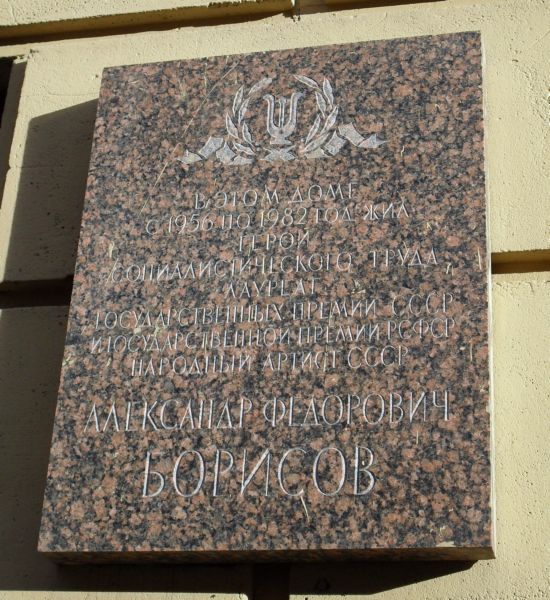 В ЭТОМ ДОМЕ
С 1956 ПО 1982 ГОД ЖИЛ
ГЕРОЙ
СОЦИАЛИСТИЧЕСКОГО ТРУДА
ЛАУРЕАТ
ГОСУДАРСТВЕННЫХ ПРЕМИЙ СССР
И ГОСУДАРСТВЕННОЙ ПРЕМИИ РСФСР
НАРОДНЫЙ АРТИСТ СССР
АЛЕКСАНДР ФЕДОРОВИЧ
БОРИСОВ